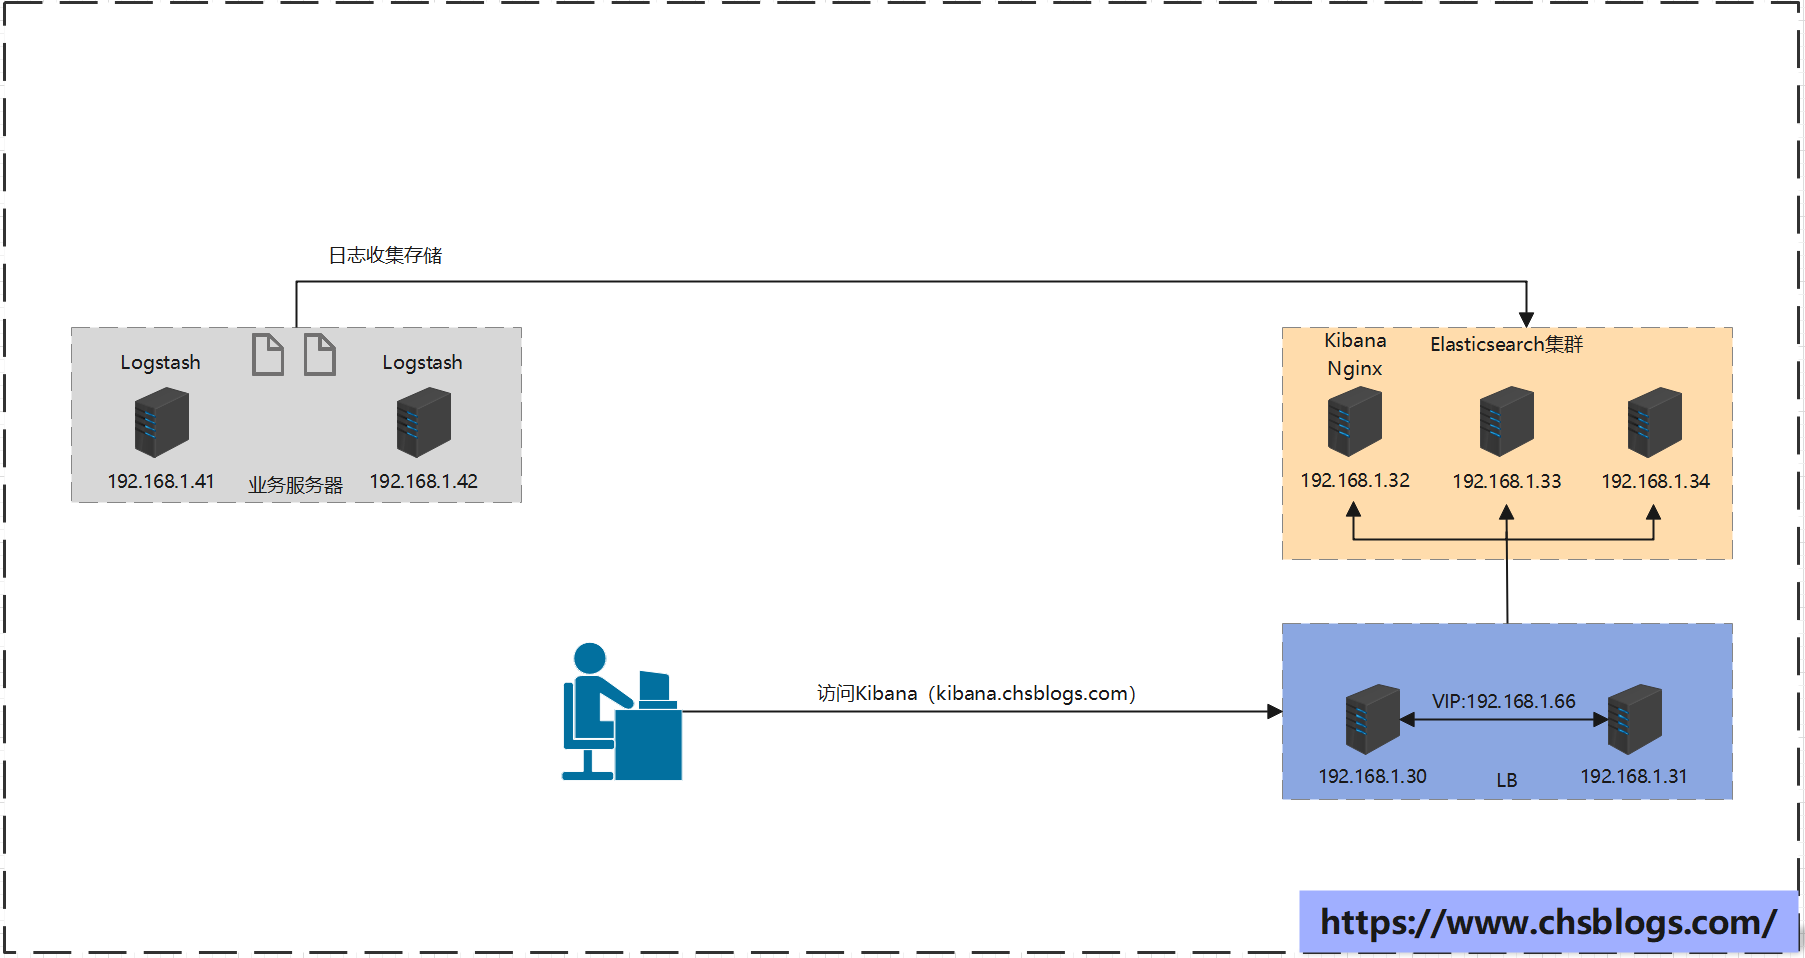 日志收集存储
Logstash
Logstash
192.168.1.41
业务服务器
192.168.1.42
Kibana
Nginx
Elasticsearch集群
192.168.1.32
192.168.1.33
192.168.1.34
访问Kibana（kibana.chsblogs.com）
VIP:192.168.1.66
192.168.1.30
LB
192.168.1.31
https://www.chsblogs.com/